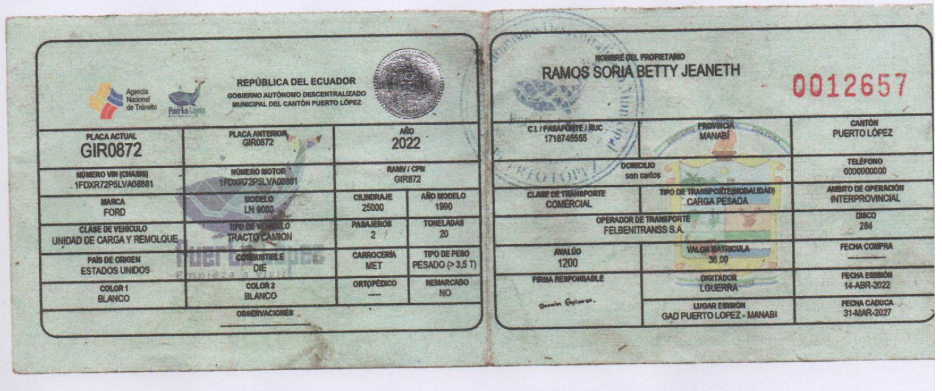 Agencia
Nacional
de Tránsito
REPÚBLICA DEL ECUADOR
GOBIERNO AUTÓNOMO DESCENTRALIZADO
MUNICIPAL DEL CANTÓN PUERTO LÓPEZ
PLACA ACTUAL
GIR0872
PLACA ANTERIOR
GIR0872
AÑO
2022
NÚMERO VIN (CHASIS)
1FDXR72P5LVA08881
NÚMERO MOTOR
1FDXR72P5LVA08881
RAMV / CPN
GIR872
MARCA
FORD
MODELO
LN 9000
CILINDRAJE
25000
AÑO MODELO
1990
CLASE DE VEHÍCULO
UNIDAD DE CARGA Y REMOLQUE
TIPO DE VEHÍCULO
TRACTO CAMION
PASAJEROS
2
TONELADAS
20
PAÍS DE ORIGEN
ESTADOS UNIDOS
COMBUSTIBLE
DIE
CARROCERÍA
MET
TIPO DE PESO
PESADO (> 3,5 T)
COLOR 1
BLANCO
COLOR 2
BLANCO
ORTOPÉDICO
----
REMARCADO
NO
OBSERVACIONES
Puerto López
Empieza a Vivir
NOMBRE DEL PROPIETARIO
RAMOS SORIA BETTY JEANETH
0012657
C.I. / PASAPORTE / RUC
1716745555
PROVINCIA
MANABÍ
CANTÓN
PUERTO LÓPEZ
DOMICILIO
san carlos
TELÉFONO
0000000000
CLASE DE TRANSPORTE
COMERCIAL
TIPO DE TRANSPORTE(MODALIDAD)
CARGA PESADA
AMBITO DE OPERACIÓN
INTERPROVINCIAL
OPERADOR DE TRANSPORTE
FELBENITRANSS S.A.
DISCO
284
AVALÚO
1200
VALOR MATRICULA
36,00
FECHA COMPRA
FIRMA RESPONSABLE
DIGITADOR
LGUERRA
FECHA EMISIÓN
14-ABR-2022
LUGAR EMISIÓN
GAD PUERTO LOPEZ - MANABI
FECHA CADUCA
31-MAR-2027